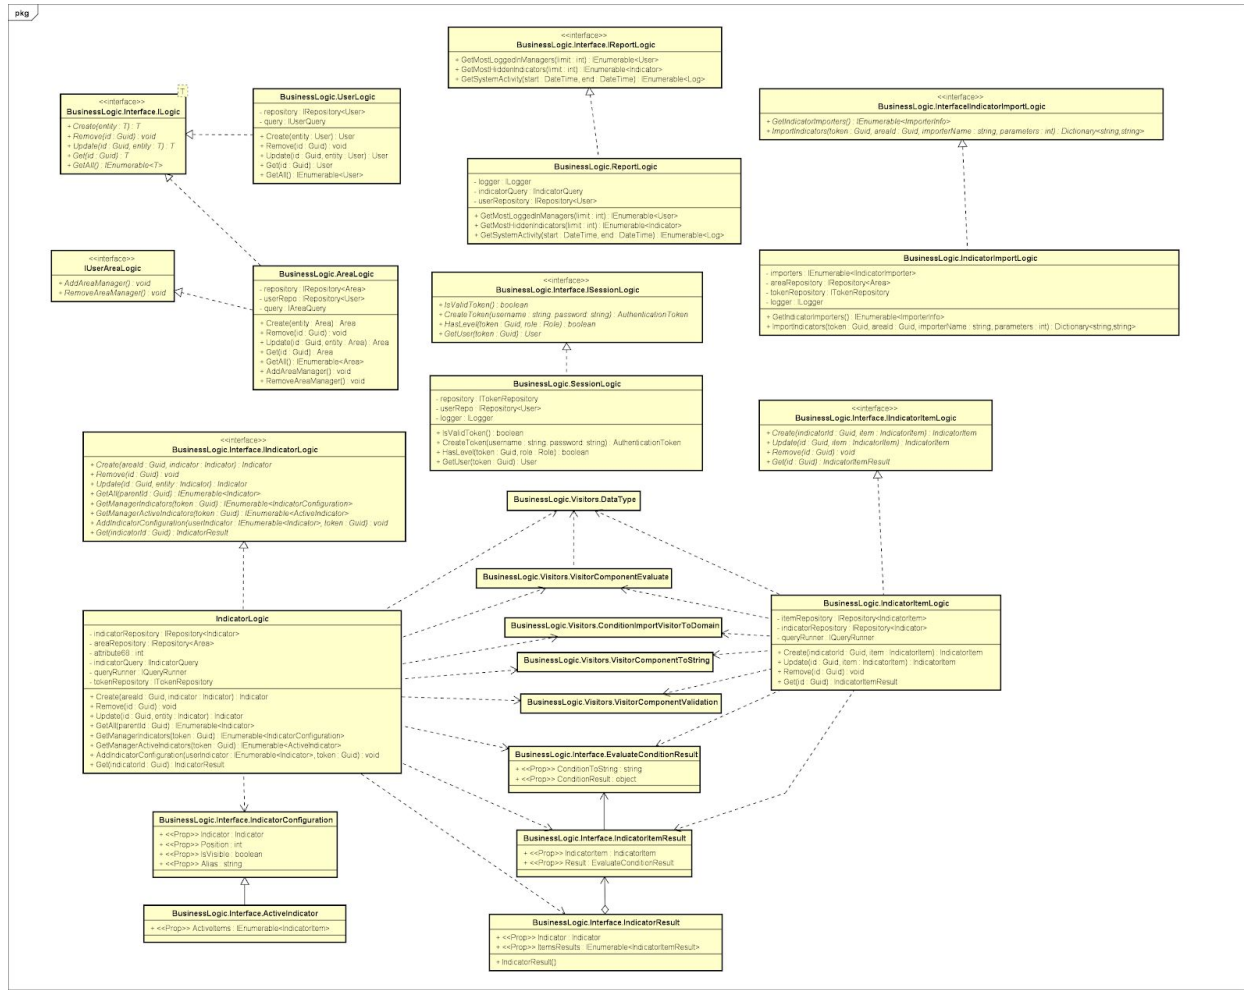 pkg
<<interface>>
BusinessLogic.Interface.IReportLogic
+ GetMostLoggedInManagers(limit : int) : IEnumerable<User>
+ GetMostHiddenIndicators(limit : int) : IEnumerable<Indicator>
+ GetSystemActivity(start : DateTime, end : DateTime) : IEnumerable<Log>
T
<<interface>>
BusinessLogic.Interface.ILogic
+ Create(entity : T) : T
+ Remove(id : Guid) : void
+ Update(id : Guid, entity : T) : T
+ Get(id : Guid) : T
+ GetAll() : IEnumerable<T>
BusinessLogic.UserLogic
- repository : IRepository<User>
- query : IUserQuery
+ Create(entity : User) : User
+ Remove(id : Guid) : void
+ Update(id : Guid, entity : User) : User
+ Get(id : Guid) : User
+ GetAll() : IEnumerable<User>
<<interface>>
BusinessLogic.InterfaceIIndicatorImportLogic
+ GetIndicatorImporters() : IEnumerable<ImporterInfo>
+ ImportIndicators(token : Guid, areaId : Guid, importerName : string, parameters : int) : Dictionary<string,string>
BusinessLogic.ReportLogic
- logger : ILogger
- indicatorQuery : IIndicatorQuery
- userRepository : IRepository<User>
+ GetMostLoggedInManagers(limit : int) : IEnumerable<User>
+ GetMostHiddenIndicators(limit : int) : IEnumerable<Indicator>
+ GetSystemActivity(start : DateTime, end : DateTime) : IEnumerable<Log>
<<interface>>
IUserAreaLogic
+ AddAreaManager() : void
+ RemoveAreaManager() : void
BusinessLogic.AreaLogic
- repository : IRepository<Area>
- userRepo : IRepository<User>
- query : IAreaQuery
+ Create(entity : Area) : Area
+ Remove(id : Guid) : void
+ Update(id : Guid, entity : Area) : Area
+ Get(id : Guid) : Area
+ GetAll() : IEnumerable<Area>
+ AddAreaManager() : void
+ RemoveAreaManager() : void
<<interface>>
BusinessLogic.Interface.ISessionLogic
+ IsValidToken() : boolean
+ CreateToken(username : string, password : string) : AuthenticationToken
+ HasLevel(token : Guid, role : Role) : boolean
+ GetUser(token : Guid) : User
BusinessLogic.IndicatorImportLogic
- importers : IEnumerable<IndicatorImporter>
- areaRepository : IRepository<Area>
- tokenRepository : ITokenRepository
- logger : ILogger
+ GetIndicatorImporters() : IEnumerable<ImporterInfo>
+ ImportIndicators(token : Guid, areaId : Guid, importerName : string, parameters : int) : Dictionary<string,string>
BusinessLogic.SessionLogic
- repository : ITokenRepository
- userRepo : IRepository<User>
- logger : ILogger
+ IsValidToken() : boolean
+ CreateToken(username : string, password : string) : AuthenticationToken
+ HasLevel(token : Guid, role : Role) : boolean
+ GetUser(token : Guid) : User
<<interface>>
BusinessLogic.Interface.IIndicatorItemLogic
+ Create(indicatorId : Guid, item : IndicatorItem) : IndicatorItem
+ Update(id : Guid, item : IndicatorItem) : IndicatorItem
+ Remove(id : Guid) : void
+ Get(id : Guid) : IndicatorItemResult
<<interface>>
BusinessLogic.Interface.IIndicatorLogic
+ Create(areaId : Guid, indicator : Indicator) : Indicator
+ Remove(id : Guid) : void
+ Update(id : Guid, entity : Indicator) : Indicator
+ GetAll(parentId : Guid) : IEnumerable<Indicator>
+ GetManagerIndicators(token : Guid) : IEnumerable<IndicatorConfiguration>
+ GetManagerActiveIndicators(token : Guid) : IEnumerable<ActiveIndicator>
+ AddIndicatorConfiguration(userIndicator : IEnumerable<Indicator>, token : Guid) : void
+ Get(indicatorId : Guid) : IndicatorResult
BusinessLogic.Visitors.DataType
BusinessLogic.Visitors.VisitorComponentEvaluate
BusinessLogic.Visitors.ConditionImportVisitorToDomain
BusinessLogic.Visitors.VisitorComponentToString
BusinessLogic.Visitors.VisitorComponentValidation
BusinessLogic.IndicatorItemLogic
- itemRepository : IRepository<IndicatorItem>
- indicatorRepository : IRepository<Indicator>
- queryRunner : IQueryRunner
+ Create(indicatorId : Guid, item : IndicatorItem) : IndicatorItem
+ Update(id : Guid, item : IndicatorItem) : IndicatorItem
+ Remove(id : Guid) : void
+ Get(id : Guid) : IndicatorItemResult
IndicatorLogic
- indicatorRepository : IRepository<Indicator>
- areaRepository : IRepository<Area>
- attribute66 : int
- indicatorQuery : IIndicatorQuery
- queryRunner : IQueryRunner
- tokenRepository : ITokenRepository
+ Create(areaId : Guid, indicator : Indicator) : Indicator
+ Remove(id : Guid) : void
+ Update(id : Guid, entity : Indicator) : Indicator
+ GetAll(parentId : Guid) : IEnumerable<Indicator>
+ GetManagerIndicators(token : Guid) : IEnumerable<IndicatorConfiguration>
+ GetManagerActiveIndicators(token : Guid) : IEnumerable<ActiveIndicator>
+ AddIndicatorConfiguration(userIndicator : IEnumerable<Indicator>, token : Guid) : void
+ Get(indicatorId : Guid) : IndicatorResult
BusinessLogic.Interface.EvaluateConditionResult
+ <<Prop>> ConditionToString : string
+ <<Prop>> ConditionResult : object
BusinessLogic.Interface.IndicatorConfiguration
+ <<Prop>> Indicator : Indicator
+ <<Prop>> Position : int
+ <<Prop>> IsVisible : boolean
+ <<Prop>> Alias : string
BusinessLogic.Interface.IndicatorItemResult
+ <<Prop>> IndicatorItem : IndicatorItem
+ <<Prop>> Result : EvaluateConditionResult
BusinessLogic.Interface.ActiveIndicator
+ <<Prop>> ActiveItems : IEnumerable<IndicatorItem>
BusinessLogic.Interface.IndicatorResult
+ <<Prop>> Indicator : Indicator
+ <<Prop>> ItemsResults : IEnumerable<IndicatorItemResult>
+ IndicatorResult()